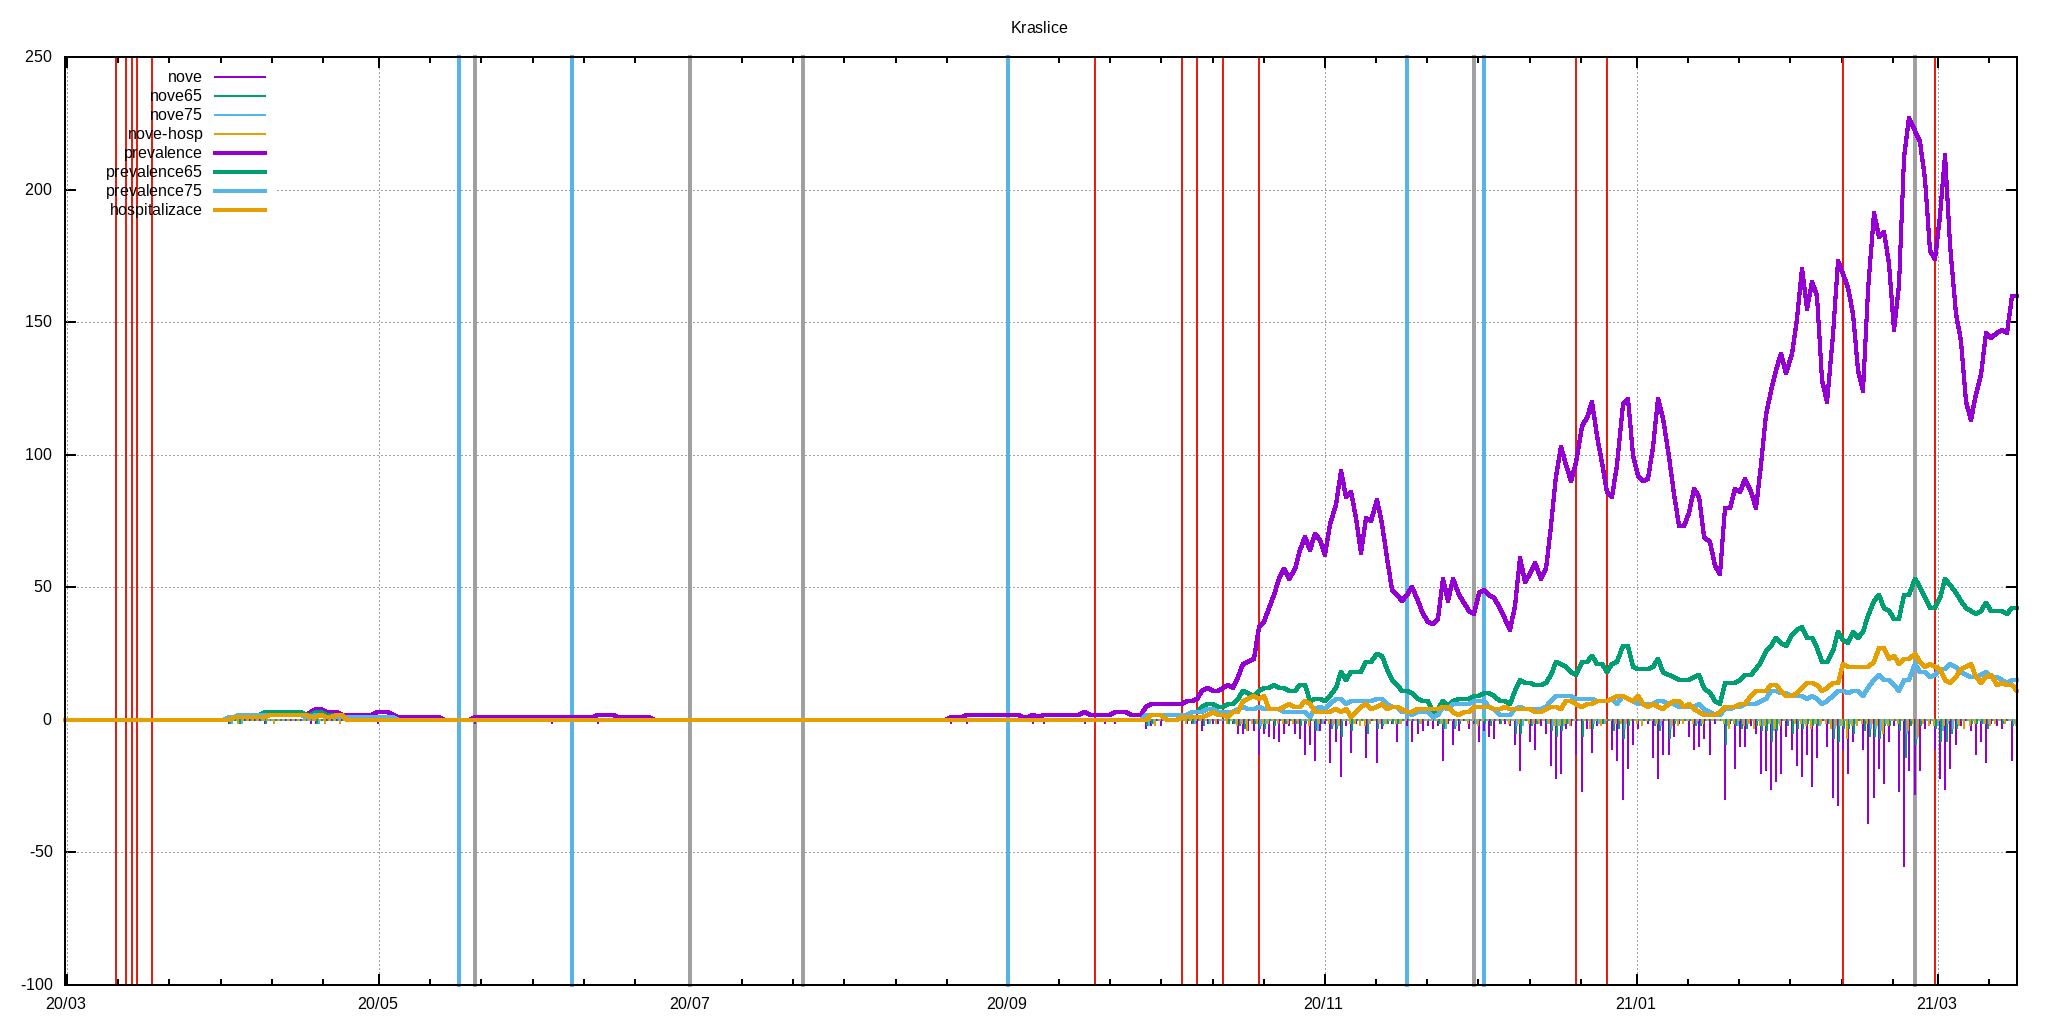 Kraslice
250
200
150
100
50
0
-50
-100
nove
nove65
nove75
nove-hosp
prevalence
prevalence65
prevalence75
hospitalizace
20/03 20/05 20/07 20/09 20/11 21/01 21/03